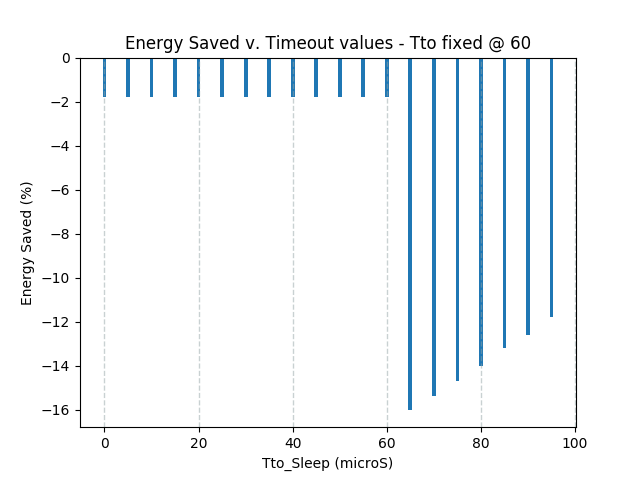 Energy Saved v. Timeout values - Tto fixed @ 60
Energy Saved (%)
0
−2
−4
−6
−8
−10
−12
−14
−16
0 20 40 60 80 100
Tto_Sleep (microS)